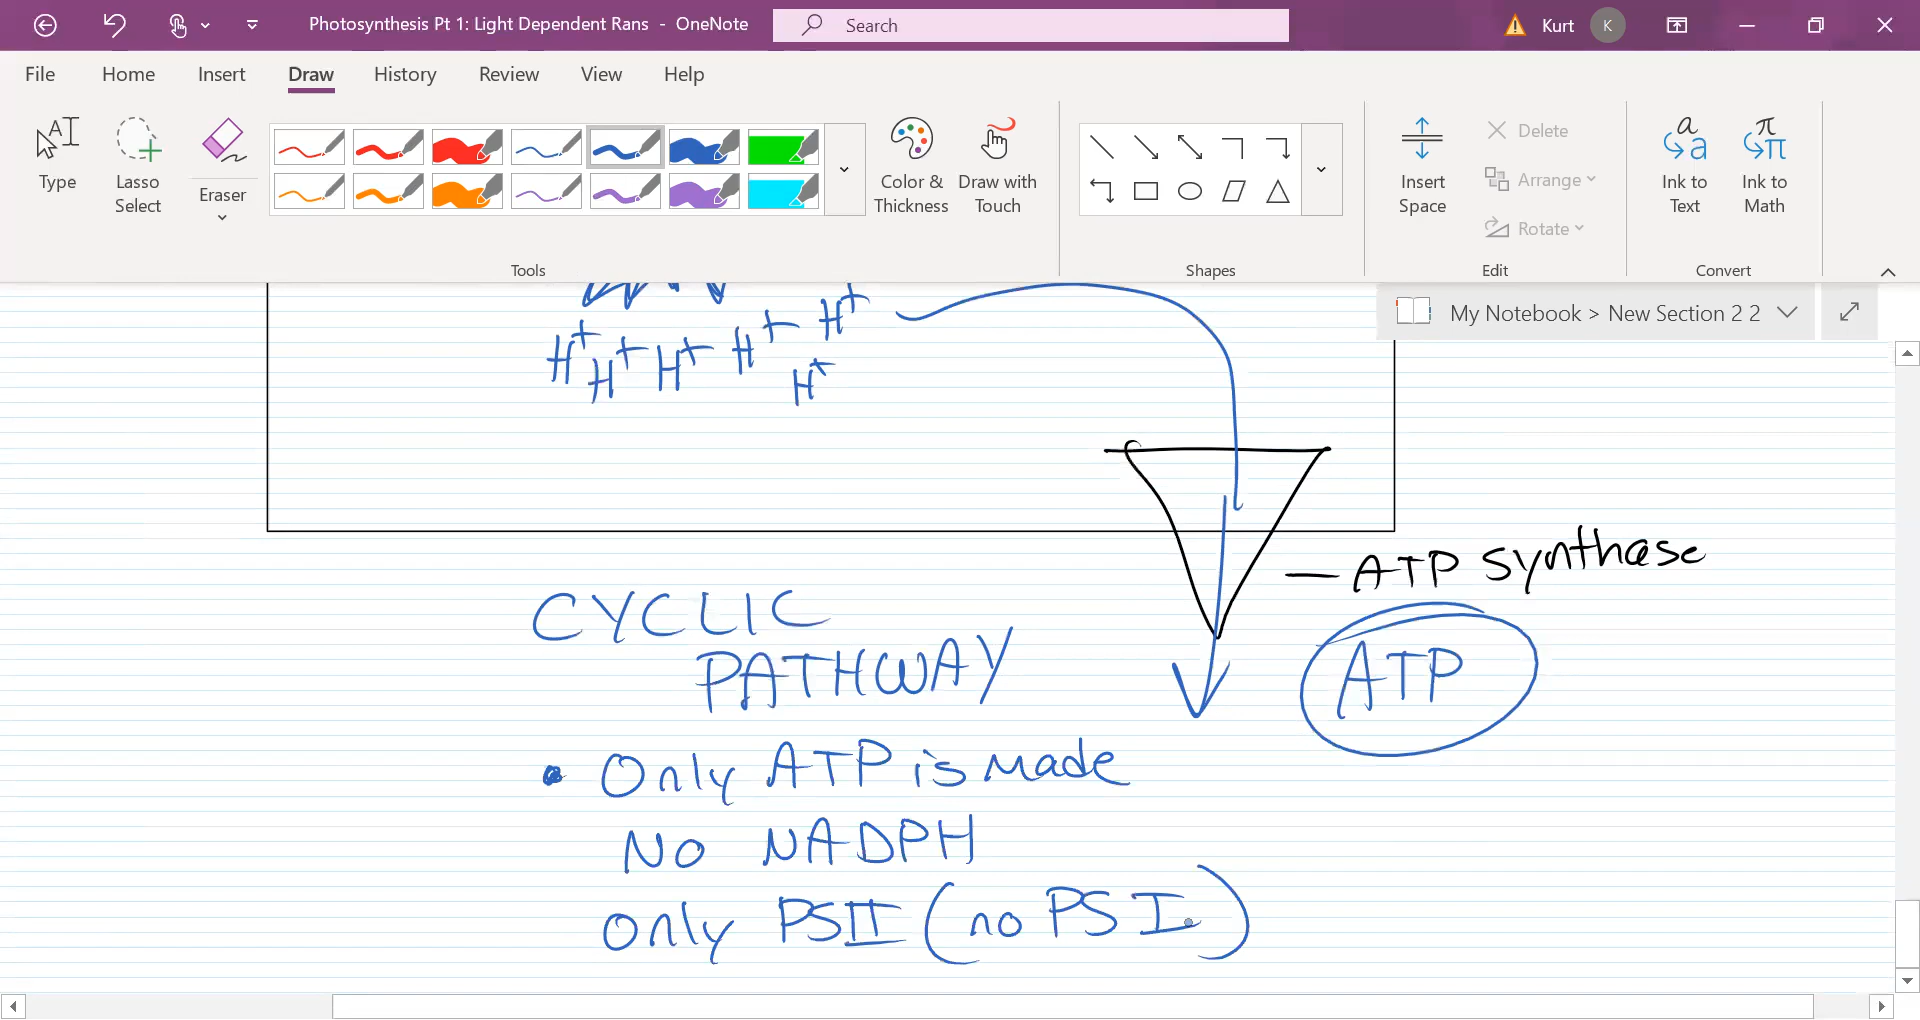 Photosynthesis Pt 1: Light Dependent Rans - OneNote
Search
Kurt
K
File Home Insert Draw History Review View Help
Type
Lasso Select
Eraser
Color & Thickness
Draw with Touch
Insert Space
Delete
Arrange
Rotate
Ink to Text
Ink to Math
Tools
Shapes
Edit
Convert
My Notebook > New Section 2 2
H+ H+ H+ H+ H+
H+
— ATP synthase
ATP
CYCLIC
PATHWAY
• Only ATP is Made
No NADPH
only PSII (no PS I)